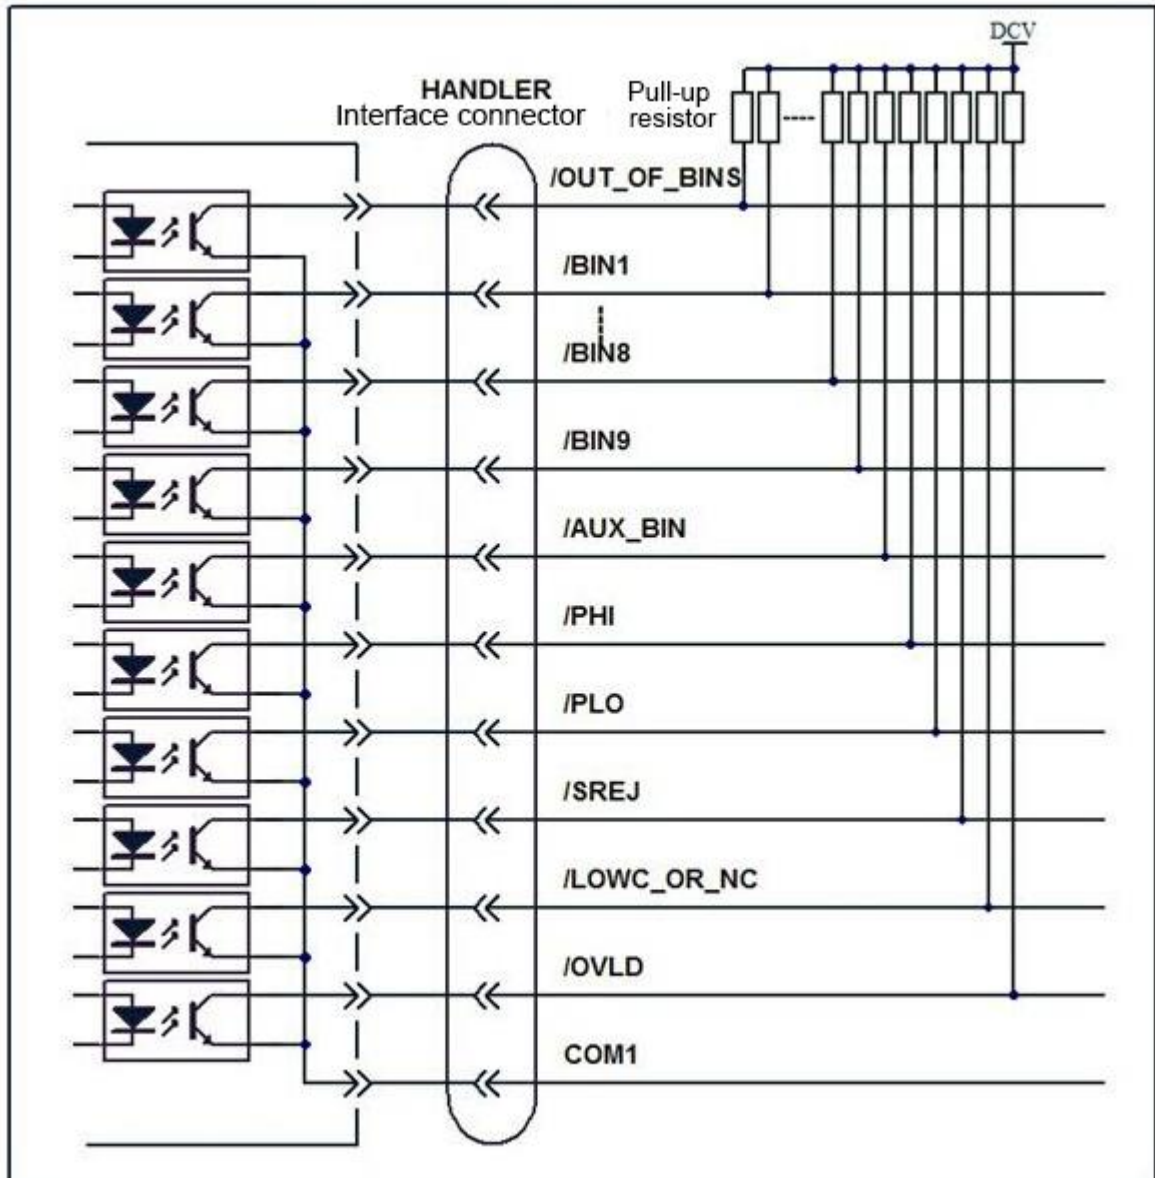 DCV
HANDLER
Interface connector
Pull-up
resistor
/OUT_OF_BINS
/BIN1
/BIN8
/BIN9
/AUX_BIN
/PHI
/PLO
/SREJ
/LOWC_OR_NC
/OVLD
COM1